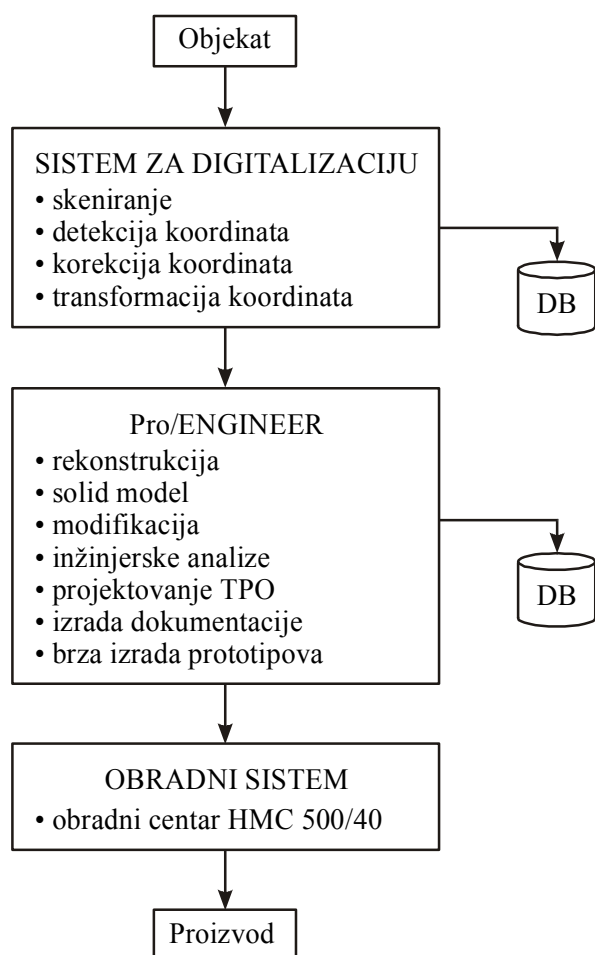 Objekat
SISTEM ZA DIGITALIZACIJU
• skeniranje
• detekcija koordinata
• korekcija koordinata
• transformacija koordinata
DB
Pro/ENGINEER
• rekonstrukcija
• solid model
• modifikacija
• inžinjerske analize
• projektovanje TPO
• izrada dokumentacije
• brza izrada prototipova
DB
OBRADNI SISTEM
• obradni centar HMC 500/40
Proizvod